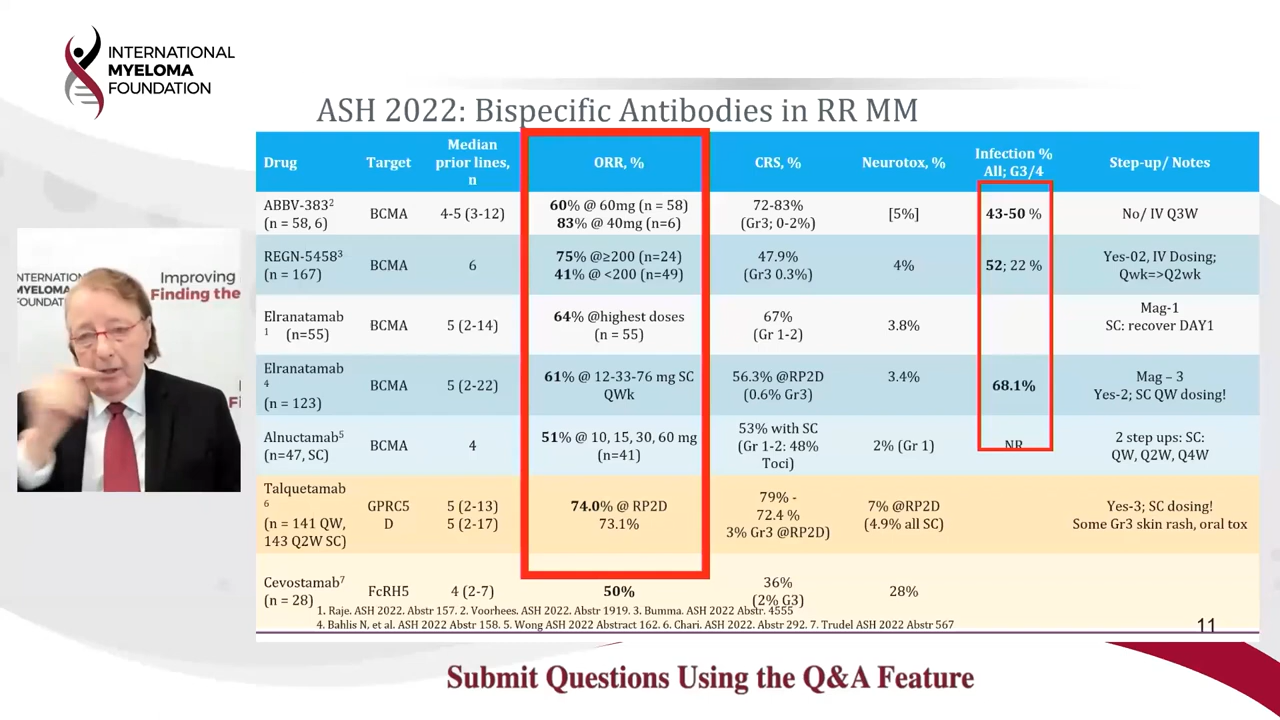 INTERNATIONAL
MYELOMA
FOUNDATION
ASH 2022: Bispecific Antibodies in RR MM
Drug
Target
Median
prior lines,
n
ORR, %
CRS, %
Neurotox, %
Infection %
All; G3/4
Step-up/ Notes
ABBV-383²
(n = 58, 6)
BCMA
4-5 (3-12)
60% @ 60mg (n = 58)
83% @ 40mg (n=6)
72-83%
(Gr3; 0-2%)
[5%]
43-50 %
No/ IV Q3W
REGN-5458³
(n = 167)
BCMA
6
75% @≥200 (n=24)
41% @ <200 (n=49)
47.9%
(Gr3 0.3%)
4%
52; 22 %
Yes-02, IV Dosing;
Qwk=>Q2wk
Elranatamab
¹ (n=55)
BCMA
5 (2-14)
64% @highest doses
(n = 55)
67%
(Gr 1-2)
3.8%
Mag-1
SC: recover DAY1
Elranatamab
⁴
(n = 123)
BCMA
5 (2-22)
61% @ 12-33-76 mg SC
QWk
56.3% @RP2D
(0.6% Gr3)
3.4%
68.1%
Mag – 3
Yes-2; SC QW dosing!
Alnuctamab⁵
(n=47, SC)
BCMA
4
51% @ 10, 15, 30, 60 mg
(n=41)
53% with SC
(Gr 1-2: 48%
Toci)
2% (Gr 1)
NR
2 step ups: SC:
QW, Q2W, Q4W
Talquetamab
⁶
(n = 141 QW,
143 Q2W SC)
GPRC5
D
5 (2-13)
5 (2-17)
74.0% @ RP2D
73.1%
79% -
72.4 %
3% Gr3 @RP2D)
7% @RP2D
(4.9% all SC)
Yes-3; SC dosing!
Some Gr3 skin rash, oral tox
Cevostamab⁷
(n = 28)
FcRH5
4 (2-7)
50%
36%
(2% G3)
28%
1. Raje. ASH 2022. Abstr 157. 2. Voorhees. ASH 2022. Abstr 1919. 3. Bumma. ASH 2022 Abstr. 4555
4. Bahlis N, et al. ASH 2022 Abstr 158. 5. Wong ASH 2022 Abstract 162. 6. Chari. ASH 2022. Abstr 292. 7. Trudel ASH 2022 Abstr 567
11
INTERNATIONAL
MYELOMA
FOUNDATION
Improving
Finding the
Submit Questions Using the Q&A Feature